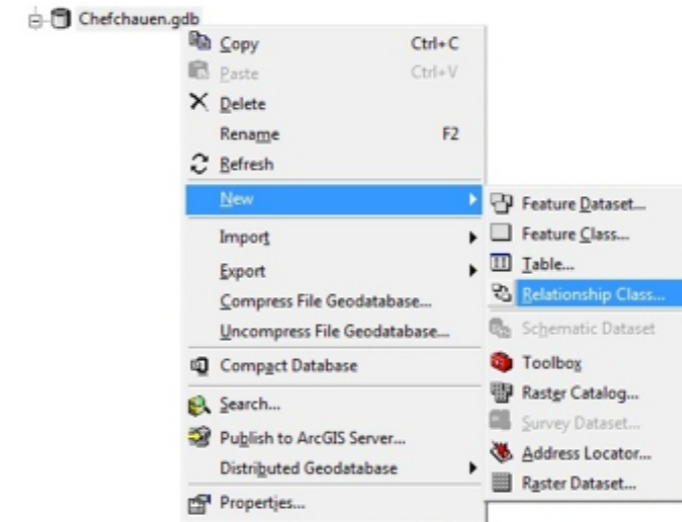 Chefchauen.gdb
Copy Ctrl+C
Paste Ctrl+V
Delete
Rename F2
Refresh
New
Import
Export
Compress File Geodatabase...
Uncompress File Geodatabase...
Compact Database
Search...
Publish to ArcGIS Server...
Distributed Geodatabase
Properties...
Feature Dataset...
Feature Class...
Table...
Relationship Class...
Schematic Dataset
Toolbox
Raster Catalog...
Survey Dataset...
Address Locator...
Raster Dataset...